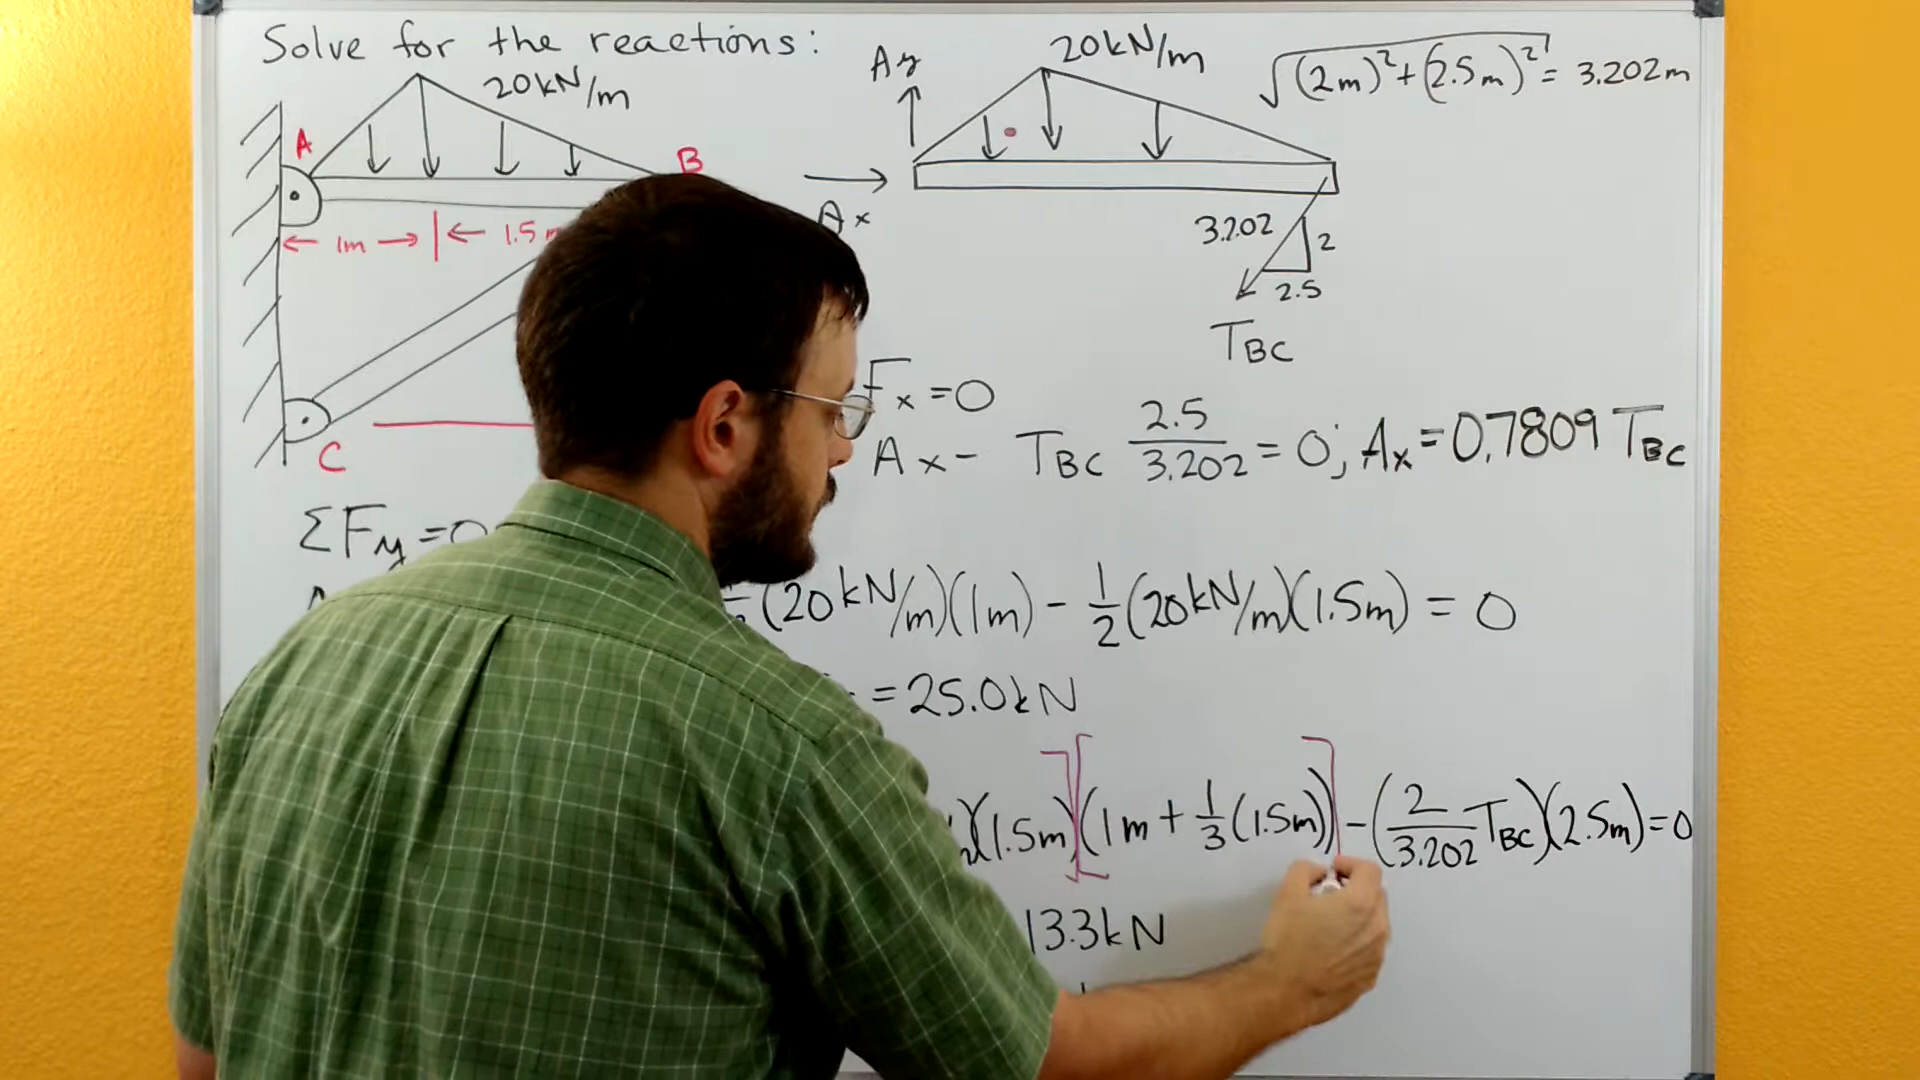 Solve for the reactions:
20kN/m
A
B
1m
1.5
C
Ay
20kN/m
Ax
3.202
2
2.5
TBC
√(2m)²+(2.5m)² = 3.202m
Fx =0
Ax - TBC 2.5/3.202 = 0; Ax = 0.7809 TBC
ΣFy=0
(20kN/m)(1m) - 1/2(20kN/m)(1.5m) = 0
=25.0kN
)(1.5m)][(1m + 1/3(1.5m))] - (2/3.202 TBC)(2.5m)=0
13.3kN